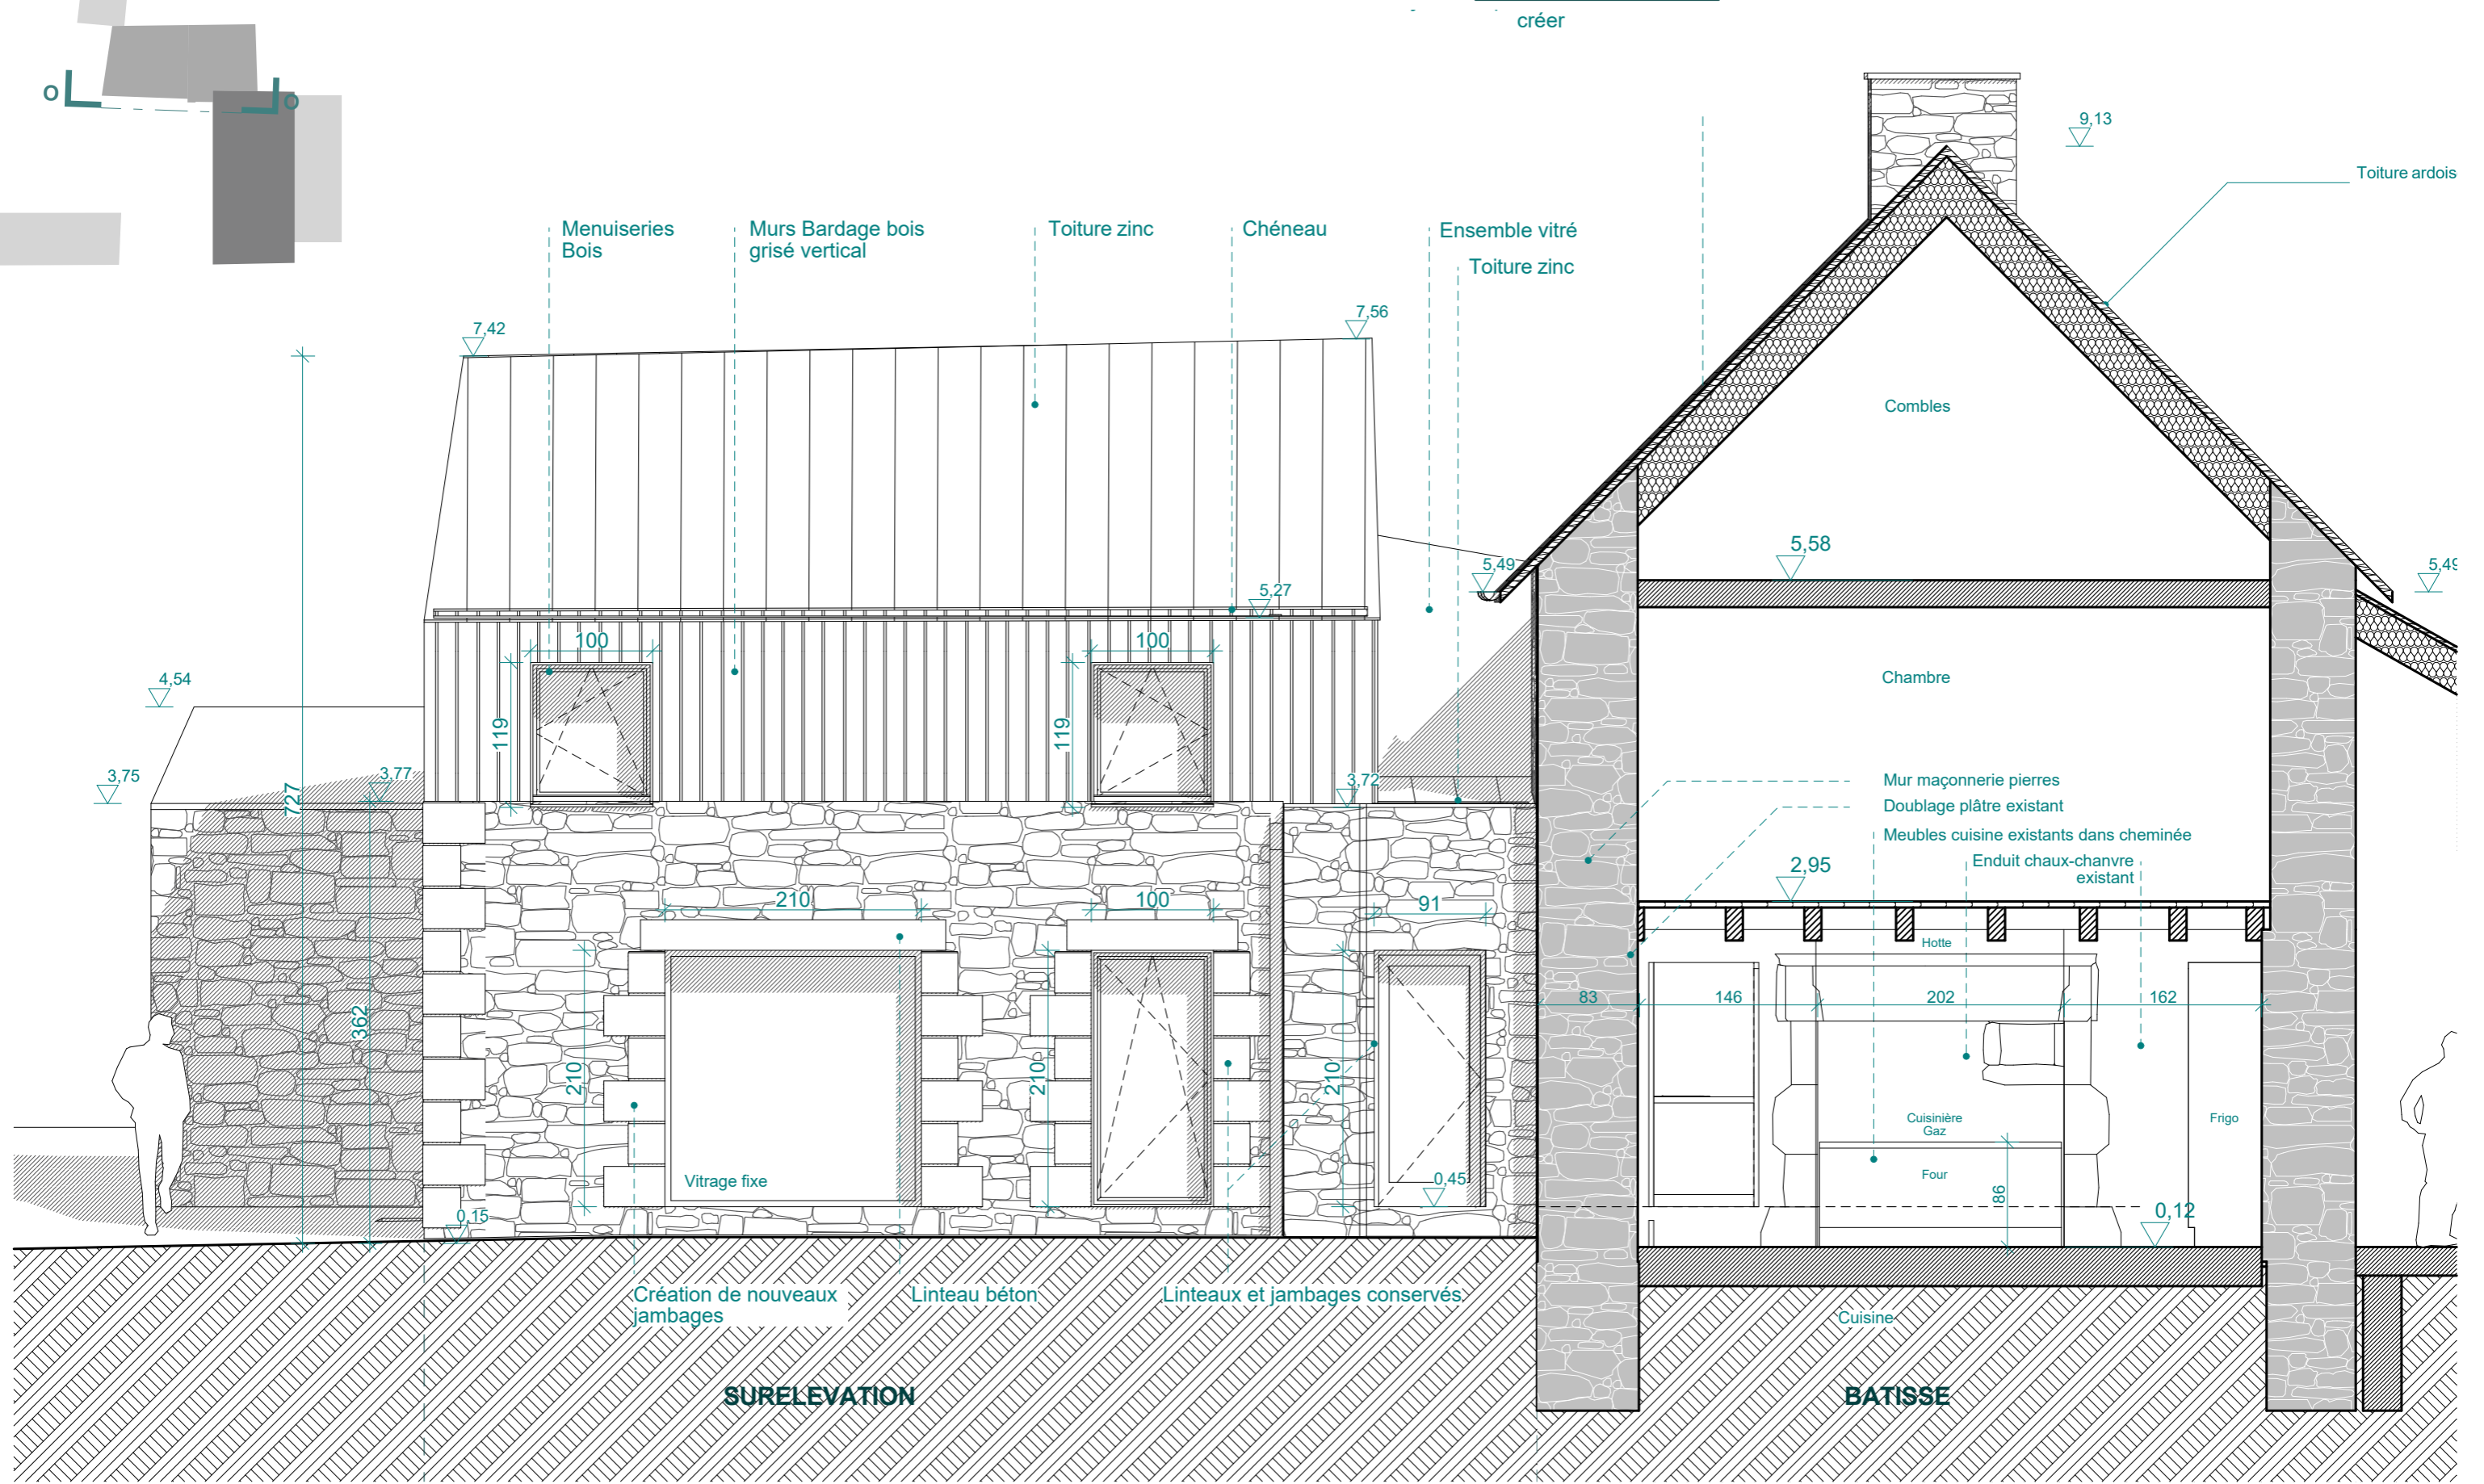 créer
O
O
9,13
Toiture ardois
Menuiseries
Bois
Murs Bardage bois
grisé vertical
Toiture zinc
Chéneau
Ensemble vitré
Toiture zinc
7,42
7,56
Combles
5,58
5,49
5,49
5,27
100
100
4,54
Chambre
119
119
3,75
3,77
3,72
727
Mur maçonnerie pierres
Doublage plâtre existant
Meubles cuisine existants dans cheminée
2,95
Enduit chaux-chanvre
existant
210
100
91
Hotte
83
146
202
162
362
210
210
210
Cuisinière
Gaz
Frigo
Vitrage fixe
0,45
Four
86
0,15
0,12
Création de nouveaux
jambages
Linteau béton
Linteaux et jambages conservés
Cuisine
SURELEVATION
BATISSE